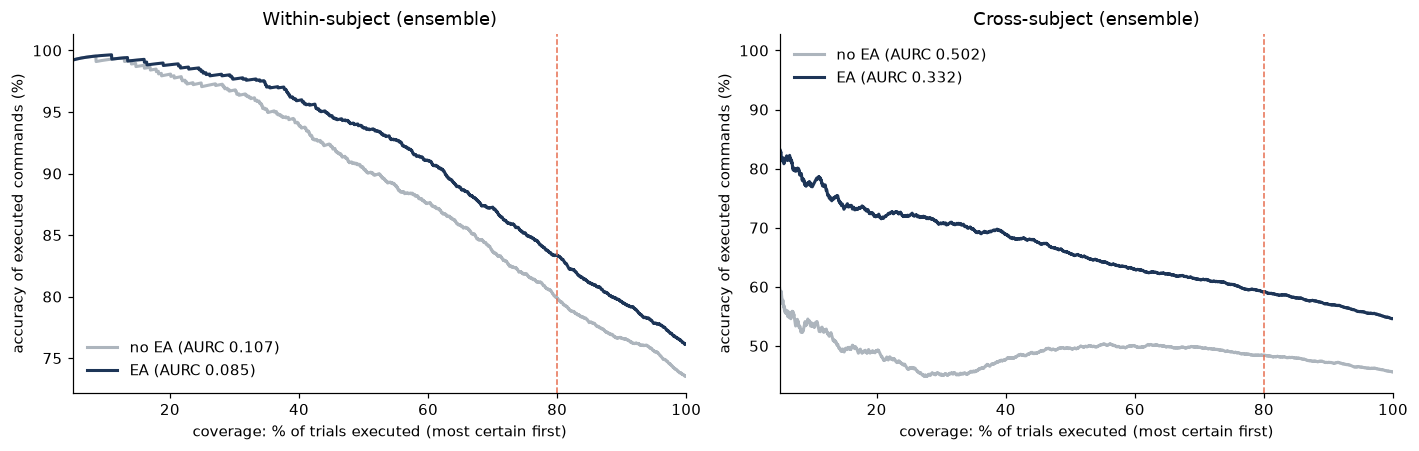 Within-subject (ensemble)
accuracy of executed commands (%)
100
95
90
85
80
75
no EA (AURC 0.107)
EA (AURC 0.085)
20
40
60
80
100
coverage: % of trials executed (most certain first)
Cross-subject (ensemble)
accuracy of executed commands (%)
100
90
80
70
60
50
no EA (AURC 0.502)
EA (AURC 0.332)
20
40
60
80
100
coverage: % of trials executed (most certain first)